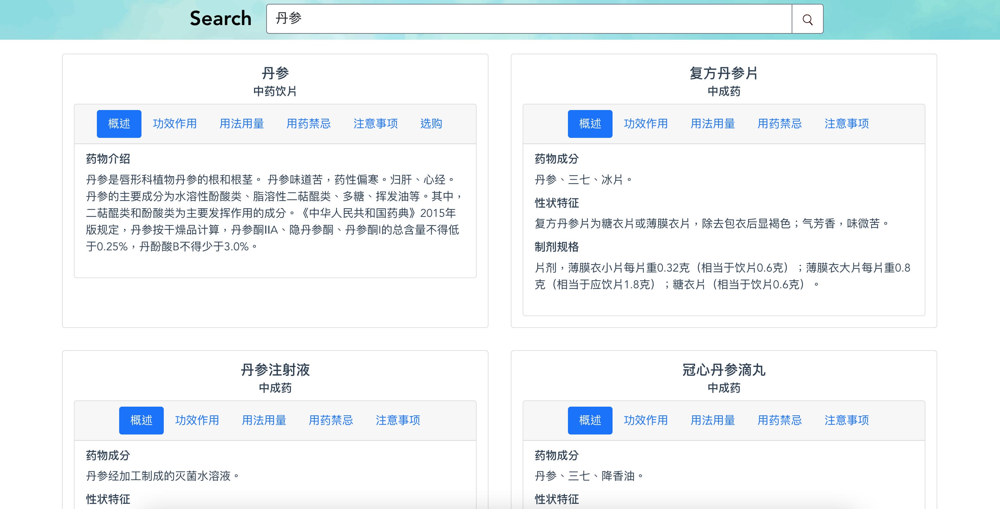 Search
丹参
丹参
中药饮片
概述 功效作用 用法用量 用药禁忌 注意事项 选购
药物介绍
丹参是唇形科植物丹参的根和根茎。 丹参味道苦，药性偏寒。归肝、心经。
丹参的主要成分为水溶性酚酸类、脂溶性二萜醌类、多糖、挥发油等。其中，
二萜醌类和酚酸类为主要发挥作用的成分。《中华人民共和国药典》2015年
版规定，丹参按干燥品计算，丹参酮IIA、隐丹参酮、丹参酮I的总含量不得低
于0.25%，丹酚酸B不得少于3.0%。
复方丹参片
中成药
概述 功效作用 用法用量 用药禁忌 注意事项
药物成分
丹参、三七、冰片。
性状特征
复方丹参片为糖衣片或薄膜衣片，除去包衣后显褐色；气芳香，味微苦。
制剂规格
片剂，薄膜衣小片每片重0.32克（相当于饮片0.6克）；薄膜衣大片每片重0.8
克（相当于应饮片1.8克）；糖衣片（相当于饮片0.6克）。
丹参注射液
中成药
概述 功效作用 用法用量 用药禁忌 注意事项
药物成分
丹参经加工制成的灭菌水溶液。
性状特征
冠心丹参滴丸
中成药
概述 功效作用 用法用量 用药禁忌 注意事项
药物成分
丹参、三七、降香油。
性状特征